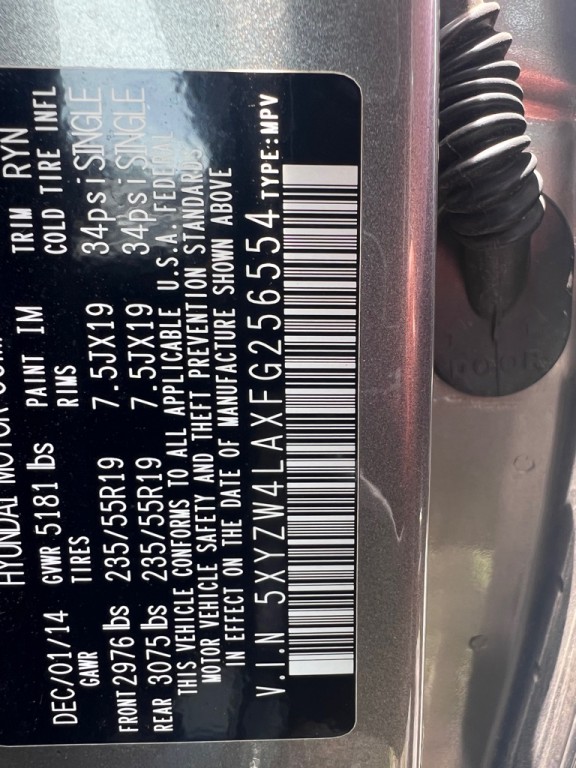 HYUNDAI MOTOR
DEC/01/14 GVWR 5181 lbs PAINT IM TRIM RYN
GAWR TIRES RIMS COLD TIRE INFL
FRONT 2976 lbs 235/55R19 7.5JX19 34psi SINGLE
REAR 3075 lbs 235/55R19 7.5JX19 34psi SINGLE
THIS VEHICLE CONFORMS TO ALL APPLICABLE U.S.A. FEDERAL
MOTOR VEHICLE SAFETY AND THEFT PREVENTION STANDARDS
IN EFFECT ON THE DATE OF MANUFACTURE SHOWN ABOVE
V.I.N 5XYZW4LAXFG256554 TYPE:MPV
DOOR